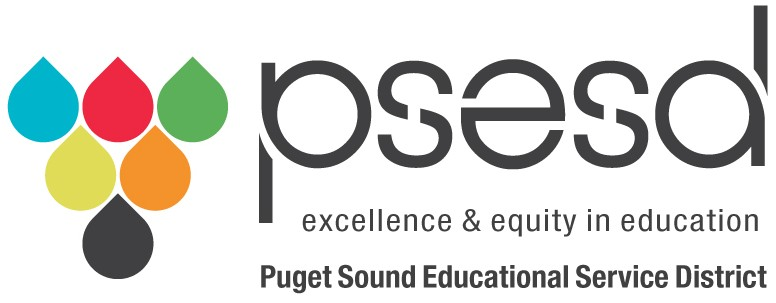 psesd
excellence & equity in education
Puget Sound Educational Service District